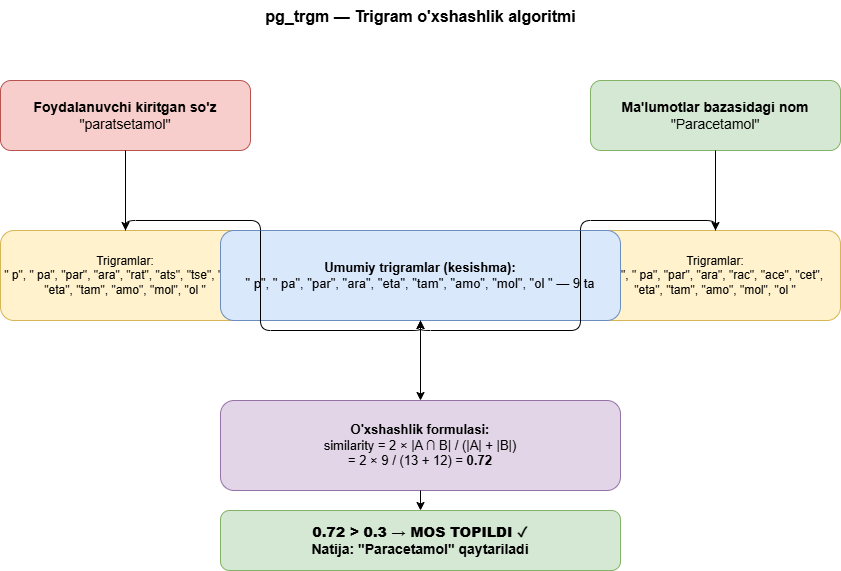 pg_trgm — Trigram o'xshashlik algoritmi
Foydalanuvchi kiritgan so'z
"paratsetamol"
Ma'lumotlar bazasidagi nom
"Paracetamol"
Trigramlar:
" p", " pa", "par", "ara", "rat", "ats", "tse", "
"eta", "tam", "amo", "mol", "ol "
Umumiy trigramlar (kesishma):
" p", " pa", "par", "ara", "eta", "tam", "amo", "mol", "ol " — 9 ta
Trigramlar:
", " pa", "par", "ara", "rac", "ace", "cet",
"eta", "tam", "amo", "mol", "ol "
O'xshashlik formulasi:
similarity = 2 × |A ∩ B| / (|A| + |B|)
= 2 × 9 / (13 + 12) = 0.72
0.72 > 0.3 → MOS TOPILDI ✓
Natija: "Paracetamol" qaytariladi